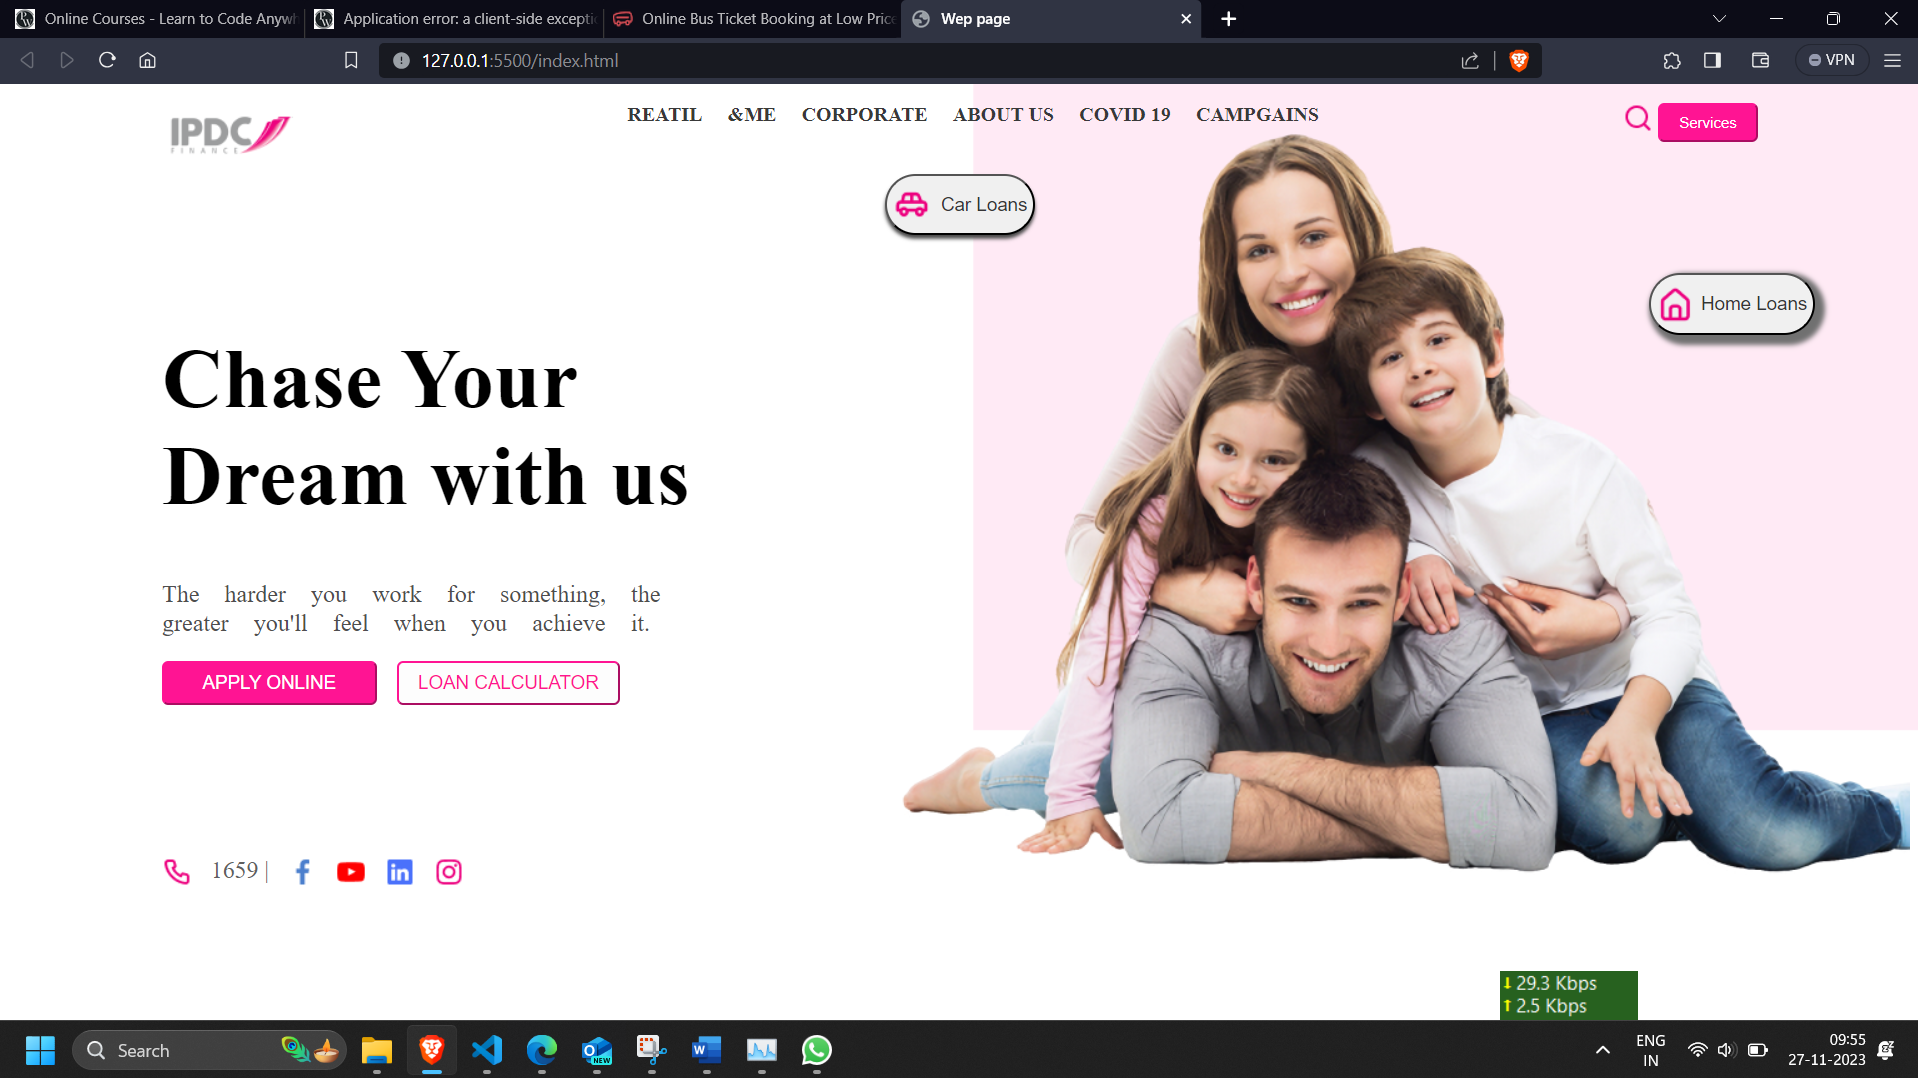 Online Courses - Learn to Code Anywh
Application error: a client-side excepti
Online Bus Ticket Booking at Low Price
Wep page
127.0.0.1:5500/index.html
VPN
IPDC
FINANCE
REATIL &ME CORPORATE ABOUT US COVID 19 CAMPGAINS
Services
Car Loans
Home Loans
Chase Your
Dream with us
The harder you work for something, the
greater you'll feel when you achieve it.
APPLY ONLINE
LOAN CALCULATOR
1659 |
29.3 Kbps
2.5 Kbps
Search
NEW
ENG
IN
09:55
27-11-2023